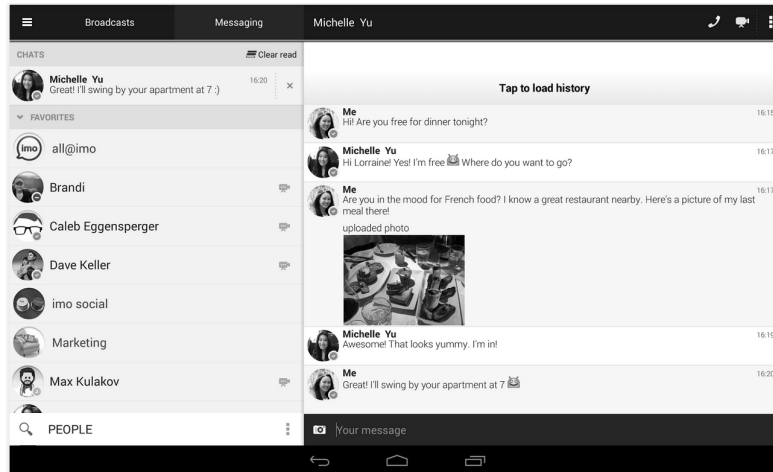 Broadcasts
Messaging
Michelle Yu
CHATS
Clear read
Michelle Yu
16:20
Great! I'll swing by your apartment at 7 :)
FAVORITES
imo
all@imo
Brandi
Caleb Eggensperger
Dave Keller
imo social
Marketing
Max Kulakov
PEOPLE
Tap to load history
Me
16:15
Hi! Are you free for dinner tonight?
Michelle Yu
16:17
Hi Lorraine! Yes! I'm free Where do you want to go?
Me
16:17
Are you in the mood for French food? I know a great restaurant nearby. Here's a picture of my last
meal there!
uploaded photo
Michelle Yu
16:19
Awesome! That looks yummy. I'm in!
Me
16:20
Great! I'll swing by your apartment at 7
Your message